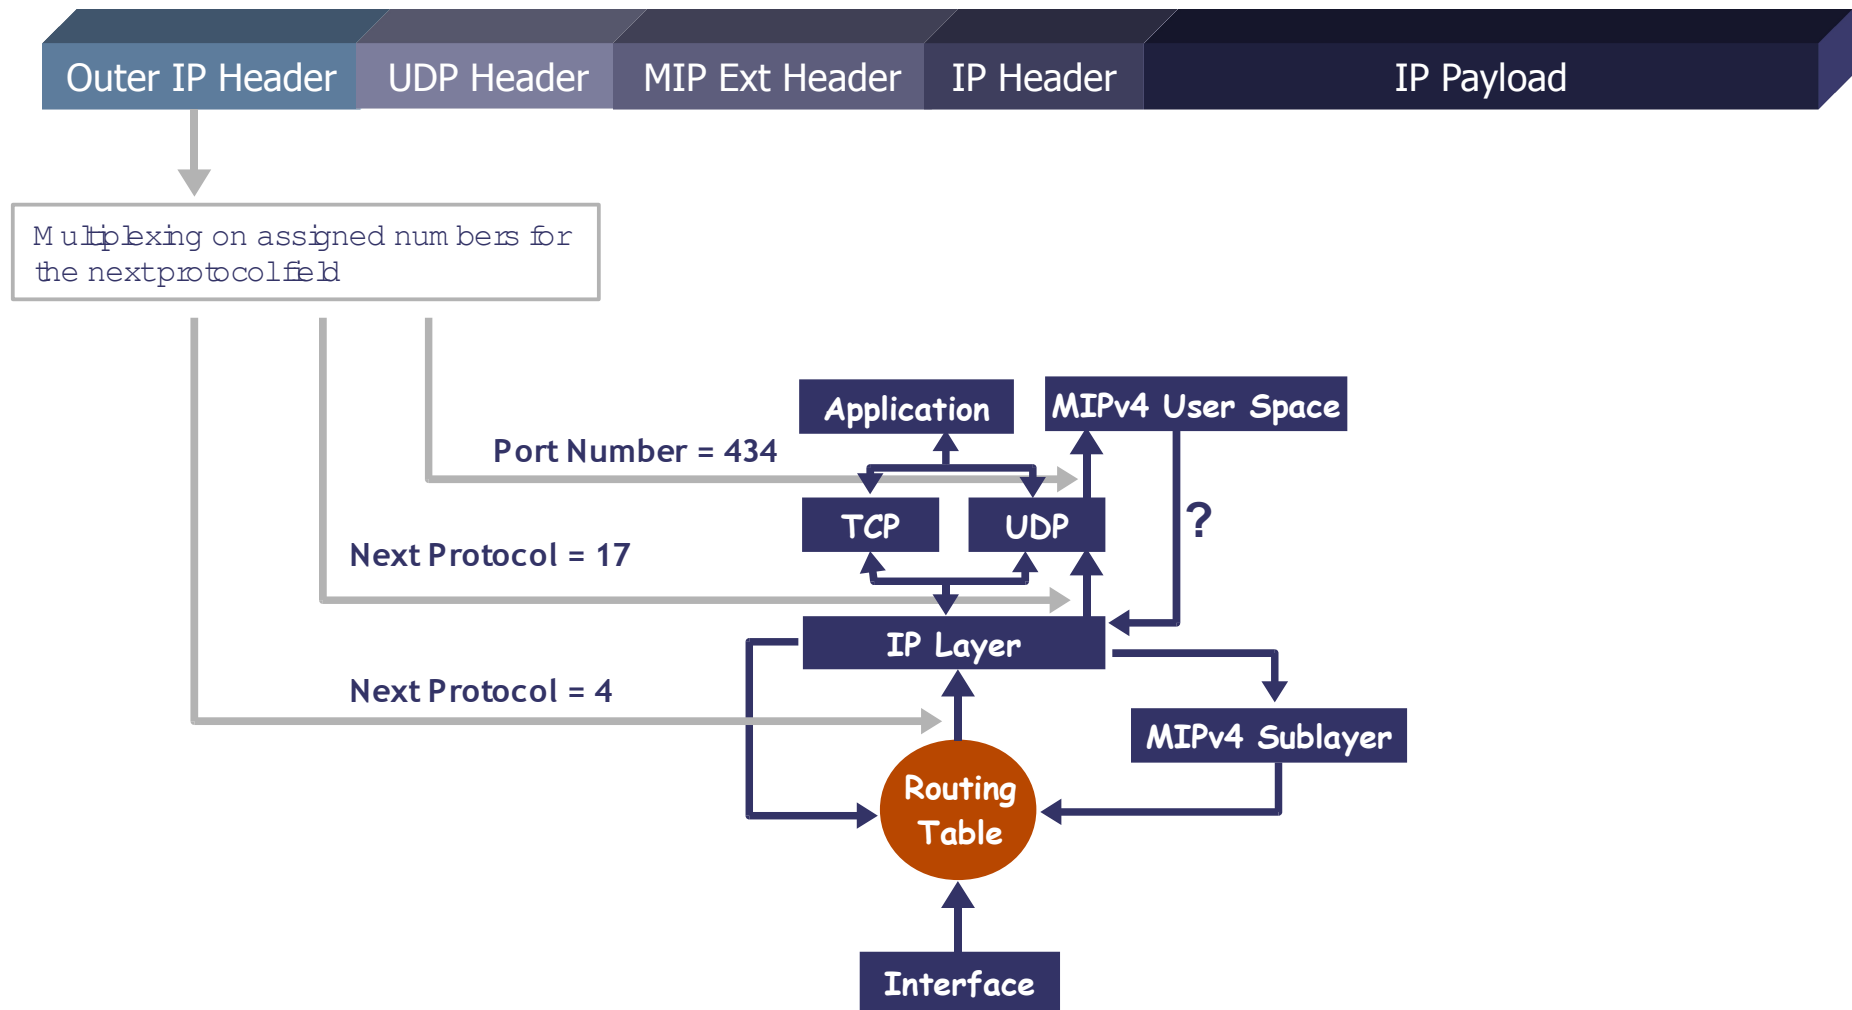 Outer IP Header
UDP Header
MIP Ext Header
IP Header
IP Payload
Multiplexing on assigned numbers for
the next protocol field
Application
MIPv4 User Space
Port Number = 434
TCP
UDP
?
Next Protocol = 17
IP Layer
Next Protocol = 4
MIPv4 Sublayer
Routing
Table
Interface